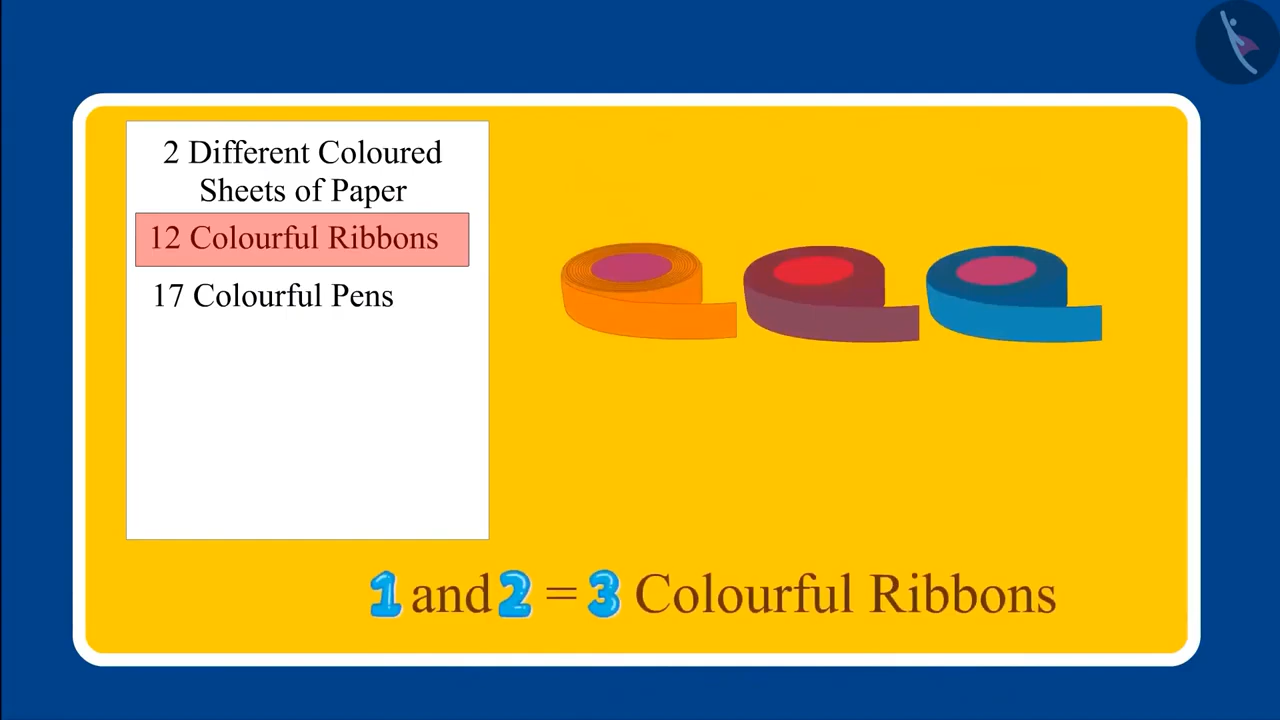 2 Different Coloured
Sheets of Paper
12 Colourful Ribbons
17 Colourful Pens
1 and 2 = 3 Colourful Ribbons